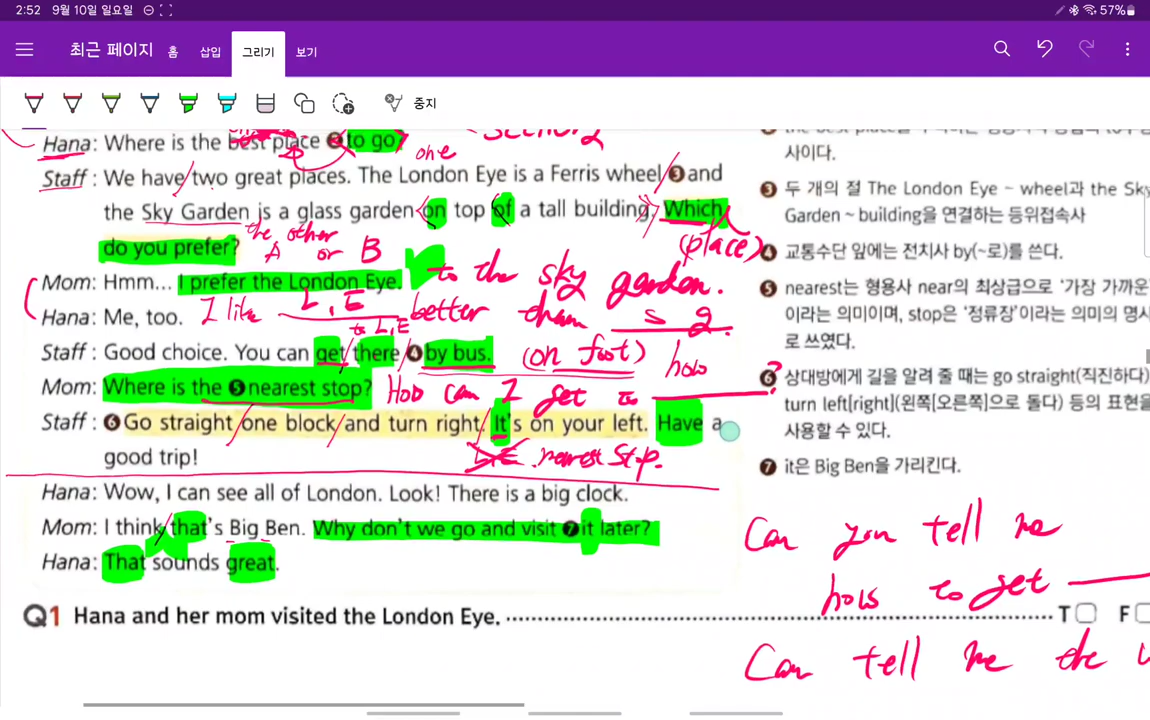 2:52 9월 10일 일요일 57%
최근 페이지 홈 삽입 그리기 보기
중지
Hana: Where is the best place ❷ to go?
one
Staff: We have two great places. The London Eye is a Ferris wheel ❸ and
the Sky Garden is a glass garden on top of a tall building. Which
the other
(place)
do you prefer? A or B
Mom: Hmm... I prefer the London Eye. to the sky garden.
Hana: Me, too. I like L.E better than s g
to L.E
Staff: Good choice. You can get there ❹ by bus. (on foot) how
Mom: Where is the ❺ nearest stop? How can I get to ?
Staff: ❻ Go straight one block and turn right. It's on your left. Have a
good trip! nearest stop.
Hana: Wow, I can see all of London. Look! There is a big clock.
Mom: I think that's Big Ben. Why don't we go and visit ❼ it later?
Hana: That sounds great.
Q1 Hana and her mom visited the London Eye. T F
사이다.
❸ 두 개의 절 The London Eye ~ wheel과 the Sky
Garden ~ building을 연결하는 등위접속사
❹ 교통수단 앞에는 전치사 by(~로)를 쓴다.
❺ nearest는 형용사 near의 최상급으로 '가장 가까운'
이라는 의미이며, stop은 '정류장'이라는 의미의 명사
로 쓰였다.
❻ 상대방에게 길을 알려 줄 때는 go straight(직진하다)
turn left[right](왼쪽[오른쪽]으로 돌다) 등의 표현을
사용할 수 있다.
❼ it은 Big Ben을 가리킨다.
Can you tell me
how to get
Can tell me the